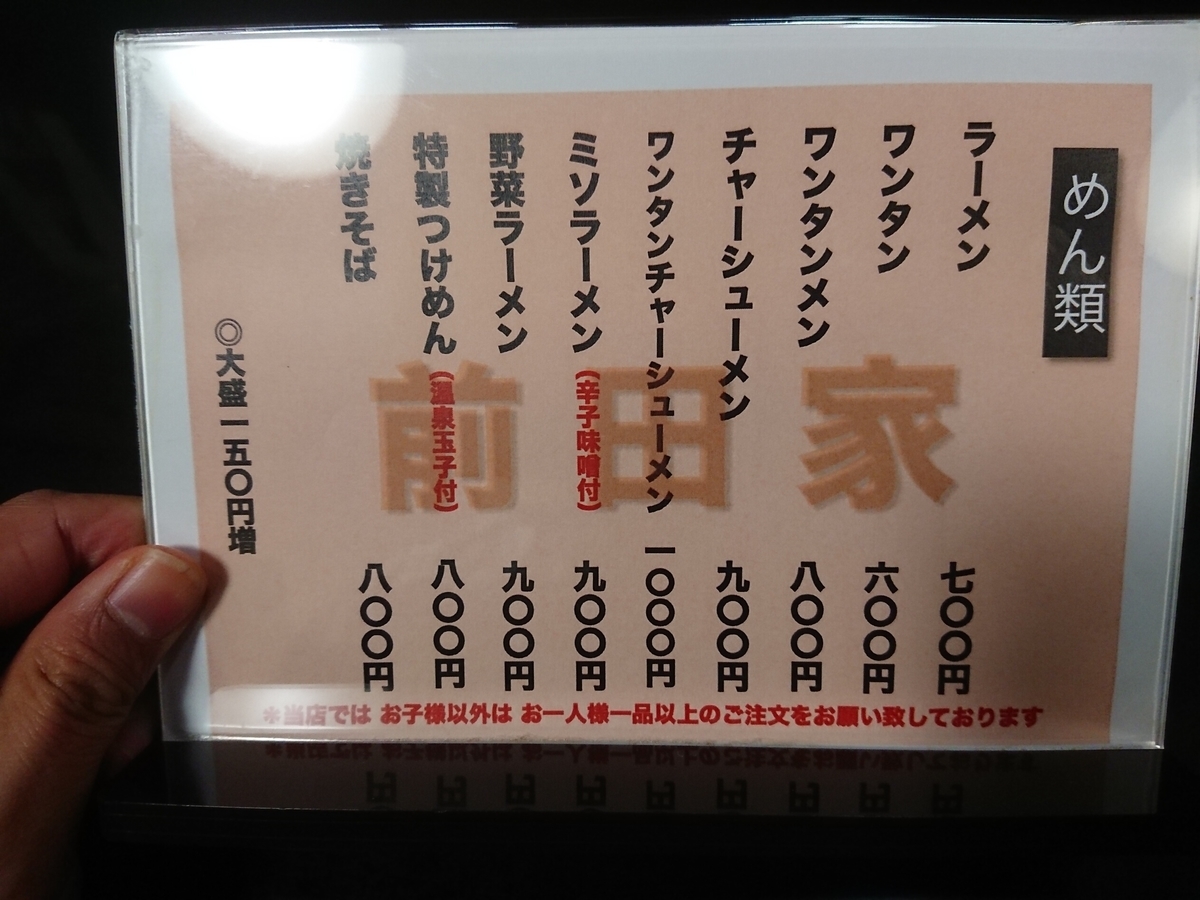 めん類
ラーメン 七〇〇円
ワンタン 六〇〇円
ワンタンメン 八〇〇円
チャーシューメン 九〇〇円
ワンタンチャーシューメン 一〇〇〇円
ミソラーメン(辛子味噌付) 九〇〇円
野菜ラーメン 九〇〇円
特製つけめん(温泉玉子付) 八〇〇円
焼きそば 八〇〇円
◎大盛一五〇円増
前田家
*当店では お子様以外は お一人様一品以上のご注文をお願い致しております